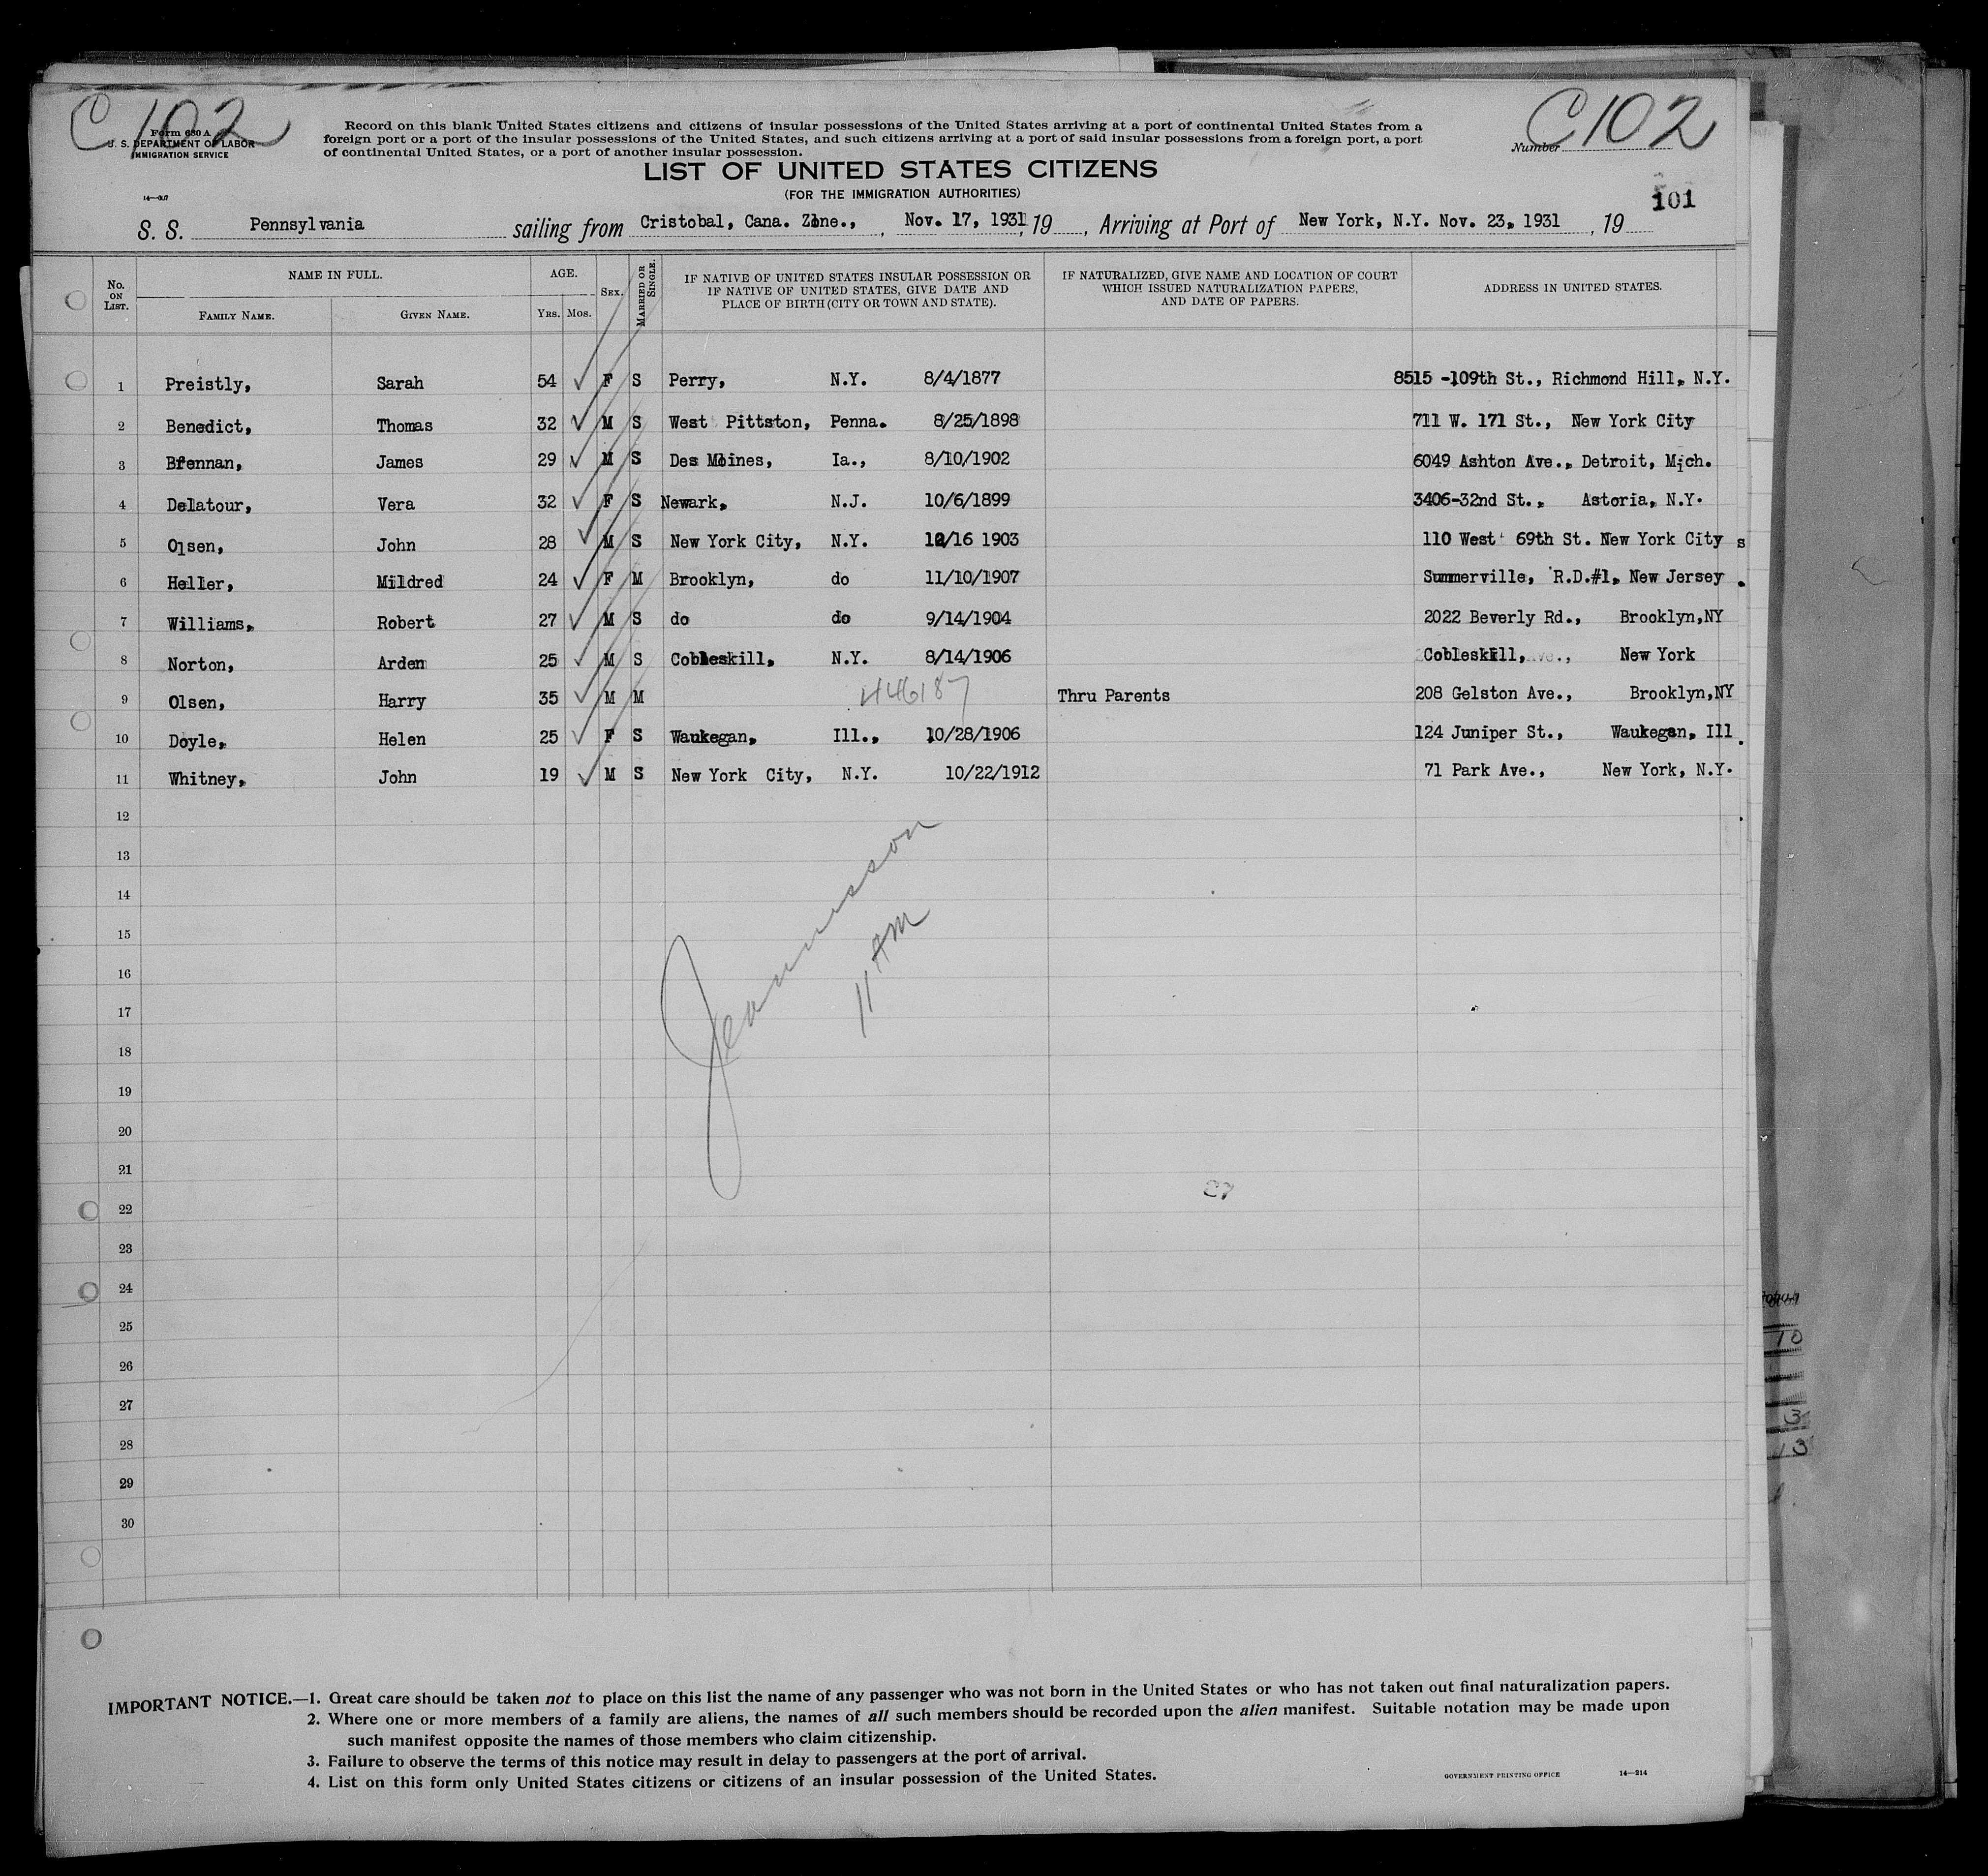 C 102
C 102
Form 630 A
U. S. DEPARTMENT OF LABOR
IMMIGRATION SERVICE
Record on this blank United States citizens and citizens of insular possessions of the United States arriving at a port of continental United States from a
foreign port or a port of the insular possessions of the United States, and such citizens arriving at a port of said insular possessions from a foreign port, a port
of continental United States, or a port of another insular possession.
Number
LIST OF UNITED STATES CITIZENS
(FOR THE IMMIGRATION AUTHORITIES)
101
S. S. Pennsylvania sailing from Cristobal, Cana. Zone., , Nov. 17, 1931, 19 , Arriving at Port of New York, N.Y. Nov. 23, 1931 , 19
No. ON LIST. NAME IN FULL. FAMILY NAME. GIVEN NAME. AGE. YRS. MOS. SEX. MARRIED OR SINGLE. IF NATIVE OF UNITED STATES INSULAR POSSESSION OR IF NATIVE OF UNITED STATES, GIVE DATE AND PLACE OF BIRTH (CITY OR TOWN AND STATE). IF NATURALIZED, GIVE NAME AND LOCATION OF COURT WHICH ISSUED NATURALIZATION PAPERS, AND DATE OF PAPERS. ADDRESS IN UNITED STATES.
1 Preistly, Sarah 54 ✓ F S Perry, N.Y. 8/4/1877 8515 -109th St., Richmond Hill, N.Y.
2 Benedict, Thomas 32 ✓ M S West Pittston, Penna. 8/25/1898 711 W. 171 St., New York City
3 Brennan, James 29 ✓ M S Des Moines, Ia., 8/10/1902 6049 Ashton Ave., Detroit, Mich.
4 Delatour, Vera 32 ✓ F S Newark, N.J. 10/6/1899 3406-32nd St., Astoria, N.Y.
5 Olsen, John 28 ✓ M S New York City, N.Y. /16 1903 110 West 69th St. New York City s
6 Heller, Mildred 24 ✓ F M Brooklyn, do 11/10/1907 Summerville, R.D.#1, New Jersey .
7 Williams, Robert 27 ✓ M S do do 9/14/1904 2022 Beverly Rd., Brooklyn,NY
8 Norton, Arden 25 ✓ M S Cobleskill, N.Y. 8/14/1906 Cobleskill, New York
9 Olsen, Harry 35 ✓ M M 446187 Thru Parents 208 Gelston Ave., Brooklyn,NY
10 Doyle, Helen 25 ✓ F S Waukegan, Ill., 10/28/1906 124 Juniper St., Waukegan, Ill.
11 Whitney, John 19 ✓ M S New York City, N.Y. 10/22/1912 71 Park Ave., New York, N.Y.
12
13
14
15
16
17
18
19
20
21
22
23
24
25
26
27
28
29
30
11 AM
IMPORTANT NOTICE.—1. Great care should be taken not to place on this list the name of any passenger who was not born in the United States or who has not taken out final naturalization papers.
2. Where one or more members of a family are aliens, the names of all such members should be recorded upon the alien manifest. Suitable notation may be made upon
such manifest opposite the names of those members who claim citizenship.
3. Failure to observe the terms of this notice may result in delay to passengers at the port of arrival.
4. List on this form only United States citizens or citizens of an insular possession of the United States.
GOVERNMENT PRINTING OFFICE 14—214
10
3
13